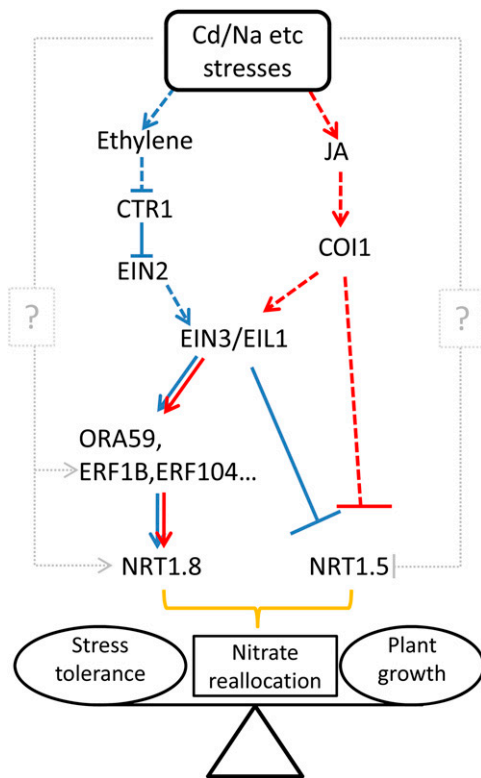 Cd/Na etc
stresses
Ethylene
JA
CTR1
COI1
EIN2
?
?
EIN3/EIL1
ORA59,
ERF1B,ERF104...
NRT1.8
NRT1.5
Stress
tolerance
Nitrate
reallocation
Plant
growth